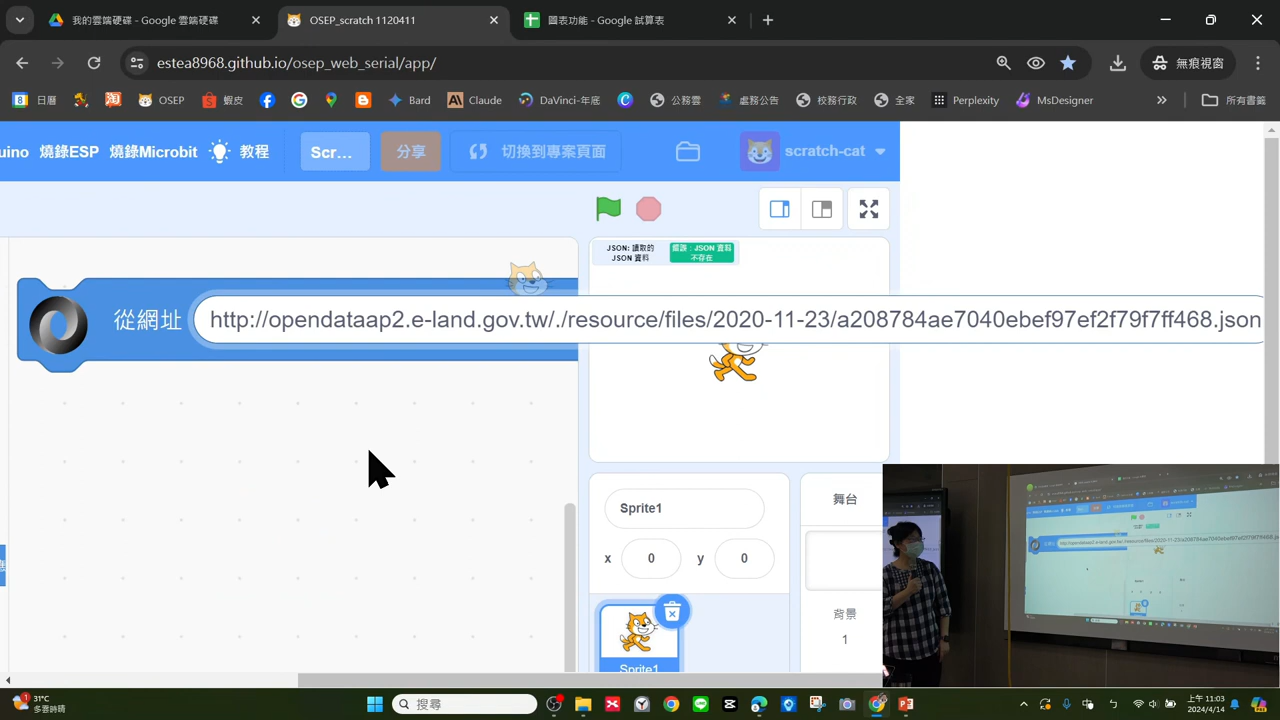 我的雲端硬碟 - Google 雲端硬碟
OSEP_scratch 1120411
圖表功能 - Google 試算表
estea8968.github.io/osep_web_serial/app/
無痕視窗
8 日曆
淘
OSEP
蝦皮
Bard
Claude
DaVinci-年底
公務雲
處務公告
校務行政
全家
Perplexity
MsDesigner
所有書籤
uino 燒錄ESP 燒錄Microbit 教程 Scr... 分享 切換到專案頁面 scratch-cat
JSON: 讀取的
JSON 資料
錯誤：JSON 資料
不存在
從網址 http://opendataap2.e-land.gov.tw/./resource/files/2020-11-23/a208784ae7040ebef97ef2f79f7ff468.json
Sprite1
x 0 y 0
舞台
背景
1
Sprite1
31°C
多雲時晴
搜尋
上午 11:03
2024/4/14